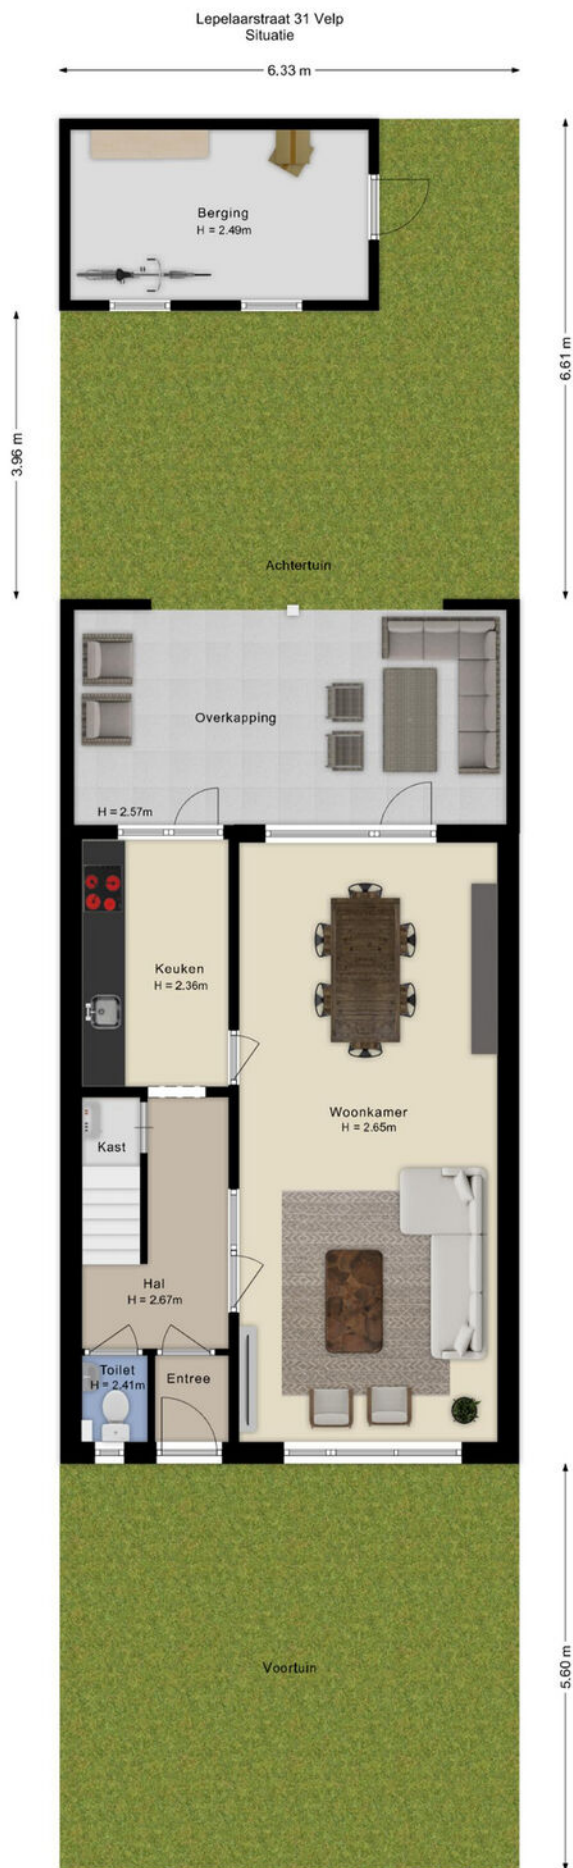 Lepelaarstraat 31 Velp
Situatie
6.33 m
Berging
H = 2.49m
6.61 m
3.96 m
Achtertuin
Overkapping
H = 2.57m
Keuken
H = 2.36m
Woonkamer
H = 2.65m
Kast
Hal
H = 2.67m
Toilet
H = 2.41m
Entree
Voortuin
5.60 m